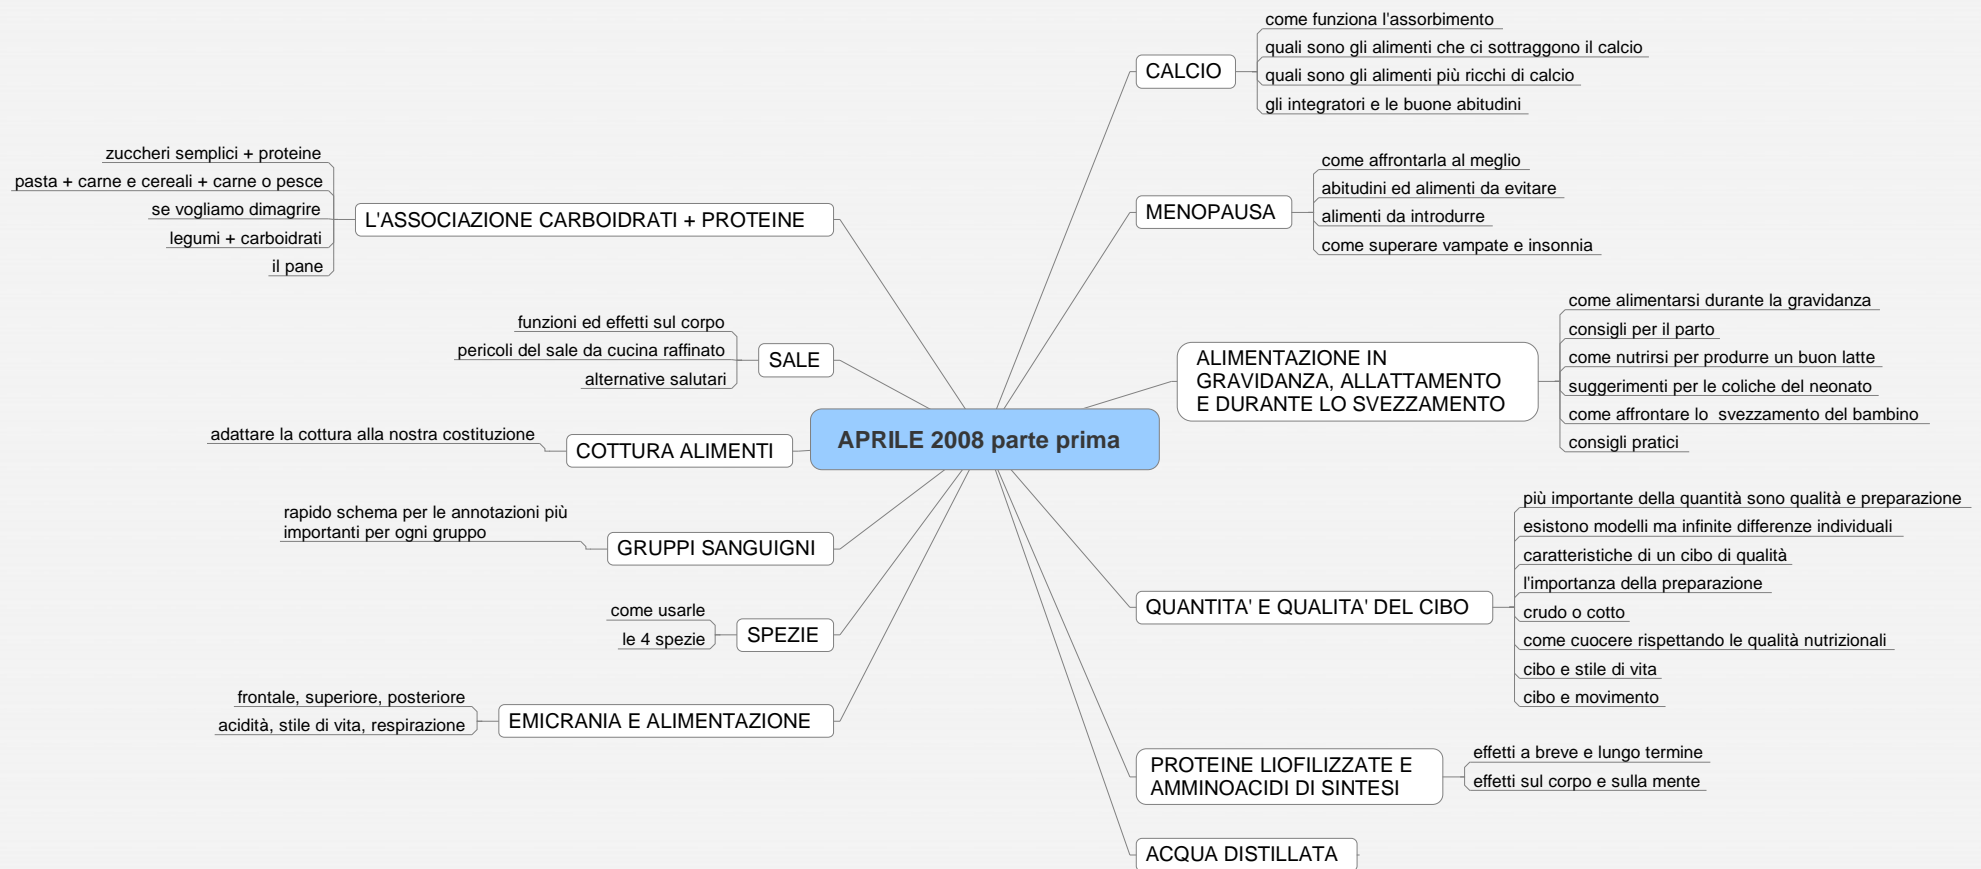 APRILE 2008 parte prima
CALCIO
come funziona l'assorbimento
quali sono gli alimenti che ci sottraggono il calcio
quali sono gli alimenti più ricchi di calcio
gli integratori e le buone abitudini
MENOPAUSA
come affrontarla al meglio
abitudini ed alimenti da evitare
alimenti da introdurre
come superare vampate e insonnia
ALIMENTAZIONE IN
GRAVIDANZA, ALLATTAMENTO
E DURANTE LO SVEZZAMENTO
come alimentarsi durante la gravidanza
consigli per il parto
come nutrirsi per produrre un buon latte
suggerimenti per le coliche del neonato
come affrontare lo  svezzamento del bambino
consigli pratici
QUANTITA' E QUALITA' DEL CIBO
più importante della quantità sono qualità e preparazione
esistono modelli ma infinite differenze individuali
caratteristiche di un cibo di qualità
l'importanza della preparazione
crudo o cotto
come cuocere rispettando le qualità nutrizionali
cibo e stile di vita
cibo e movimento
PROTEINE LIOFILIZZATE E
AMMINOACIDI DI SINTESI
effetti a breve e lungo termine
effetti sul corpo e sulla mente
ACQUA DISTILLATA
L'ASSOCIAZIONE CARBOIDRATI + PROTEINE
zuccheri semplici + proteine
pasta + carne e cereali + carne o pesce
se vogliamo dimagrire
legumi + carboidrati
il pane
SALE
funzioni ed effetti sul corpo
pericoli del sale da cucina raffinato
alternative salutari
COTTURA ALIMENTI
adattare la cottura alla nostra costituzione
GRUPPI SANGUIGNI
rapido schema per le annotazioni più
importanti per ogni gruppo
SPEZIE
come usarle
le 4 spezie
EMICRANIA E ALIMENTAZIONE
frontale, superiore, posteriore
acidità, stile di vita, respirazione